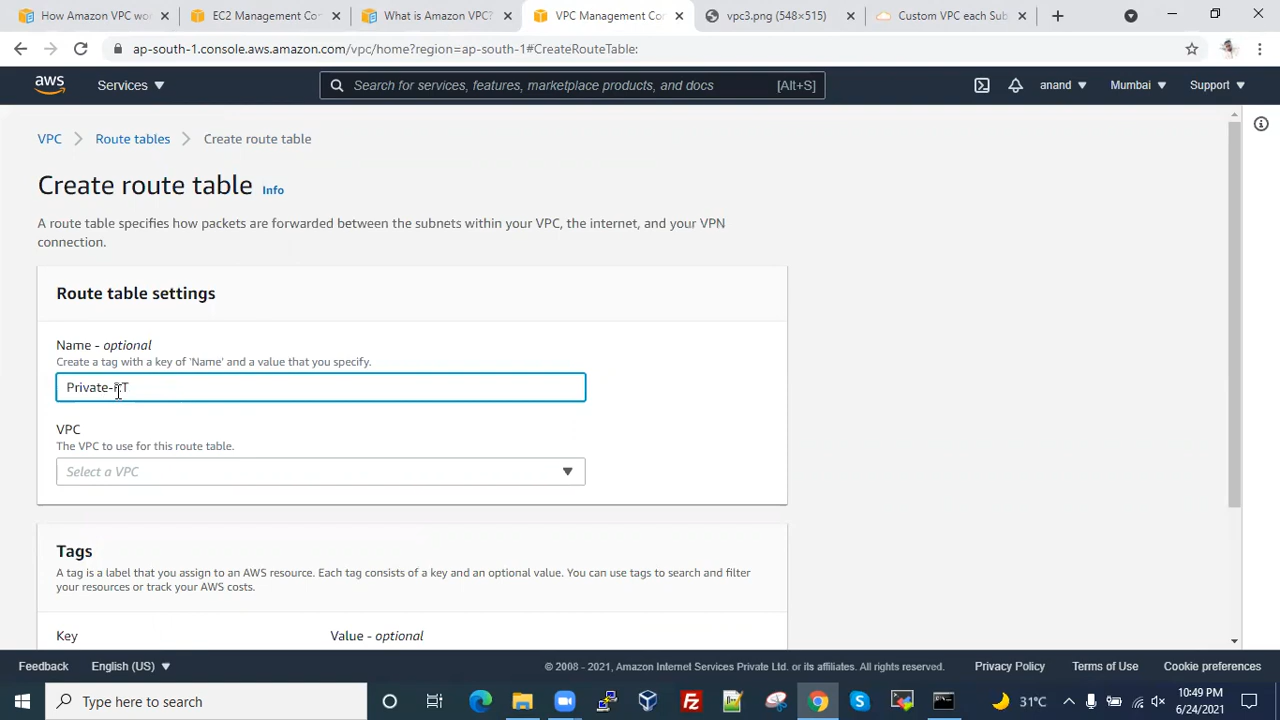 How Amazon VPC wor
EC2 Management Co
What is Amazon VPC?
VPC Management Co
vpc3.png (548×515)
Custom VPC each Sub
ap-south-1.console.aws.amazon.com/vpc/home?region=ap-south-1#CreateRouteTable:
aws
Services
Search for services, features, marketplace products, and docs
[Alt+S]
anand
Mumbai
Support
VPC
Route tables
Create route table
Create route table
Info
A route table specifies how packets are forwarded between the subnets within your VPC, the internet, and your VPN
connection.
Route table settings
Name - optional
Create a tag with a key of 'Name' and a value that you specify.
Private-RT
VPC
The VPC to use for this route table.
Select a VPC
Tags
A tag is a label that you assign to an AWS resource. Each tag consists of a key and an optional value. You can use tags to search and filter
your resources or track your AWS costs.
Key
Value - optional
Feedback
English (US)
© 2008 - 2021, Amazon Internet Services Private Ltd. or its affiliates. All rights reserved.
Privacy Policy
Terms of Use
Cookie preferences
Type here to search
31°C
10:49 PM
6/24/2021